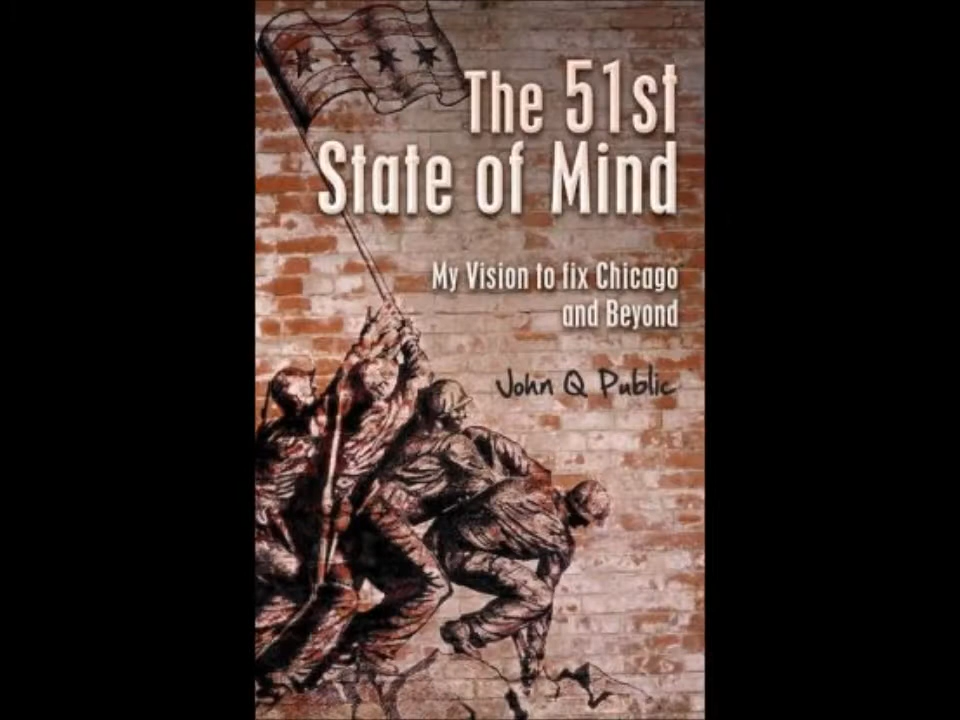 The 51st
State of Mind
My Vision to fix Chicago
and Beyond
John Q Public